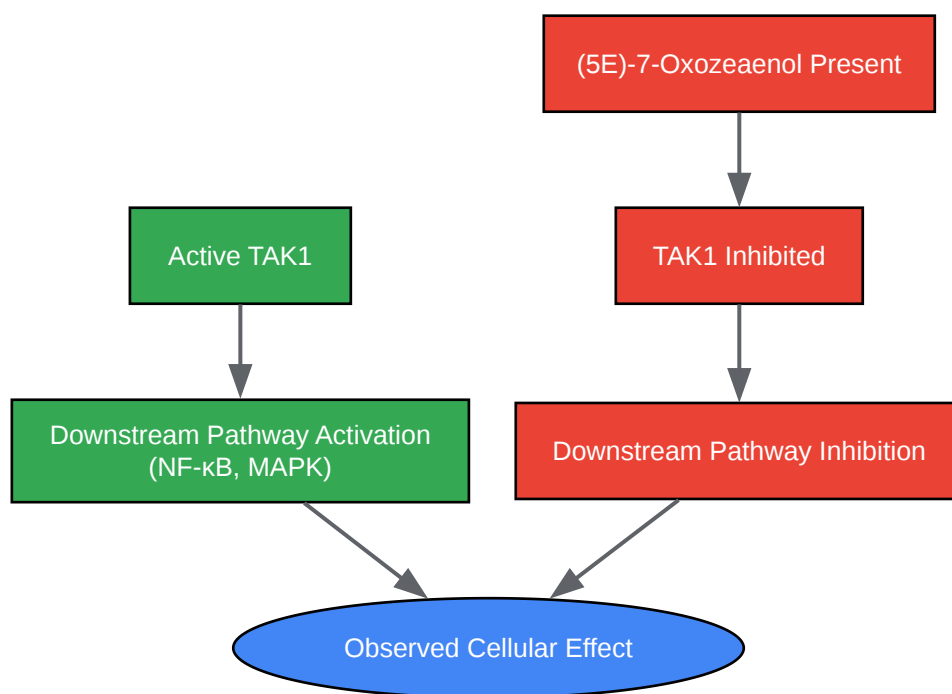 (5E)-7-Oxozeaenol Present
Active TAK1
TAK1 Inhibited
Downstream Pathway Activation
(NF-κB, MAPK)
Downstream Pathway Inhibition
Observed Cellular Effect